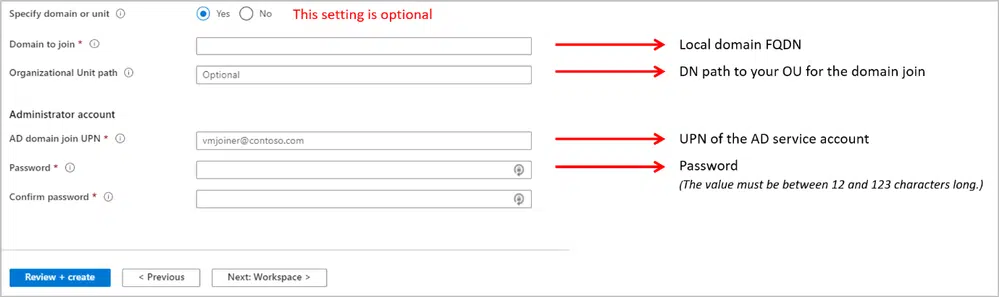 Specify domain or unit Yes No This setting is optional
Domain to join * Local domain FQDN
Organizational Unit path Optional DN path to your OU for the domain join
Administrator account
AD domain join UPN * vmjoiner@contoso.com UPN of the AD service account
Password * Password
(The value must be between 12 and 123 characters long.)
Confirm password *
Review + create < Previous Next: Workspace >